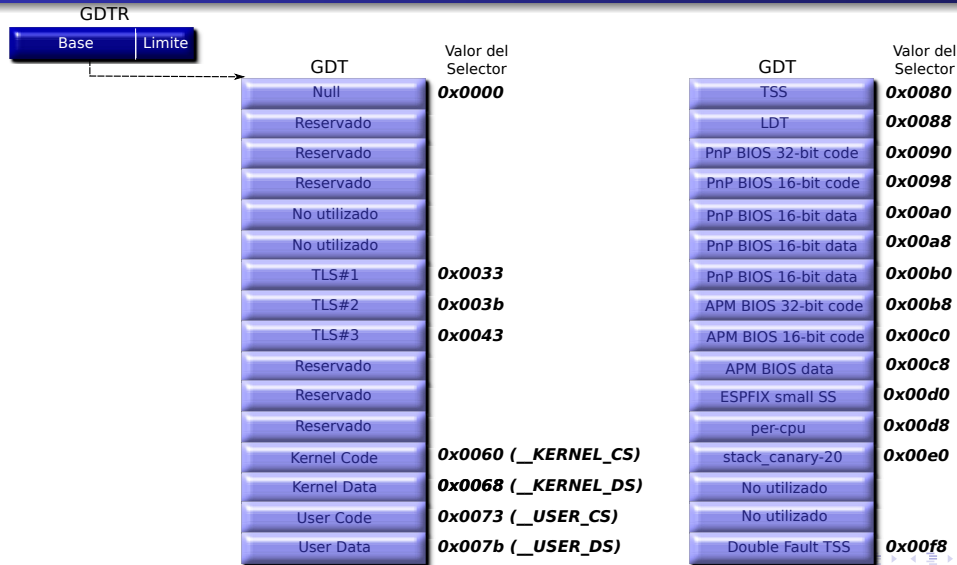 GDTR
Base Limite
GDT
Valor del
Selector
Null 0x0000
Reservado
Reservado
Reservado
No utilizado
No utilizado
TLS#1 0x0033
TLS#2 0x003b
TLS#3 0x0043
Reservado
Reservado
Reservado
Kernel Code 0x0060 (__KERNEL_CS)
Kernel Data 0x0068 (__KERNEL_DS)
User Code 0x0073 (__USER_CS)
User Data 0x007b (__USER_DS)
GDT
Valor del
Selector
TSS 0x0080
LDT 0x0088
PnP BIOS 32-bit code 0x0090
PnP BIOS 16-bit code 0x0098
PnP BIOS 16-bit data 0x00a0
PnP BIOS 16-bit data 0x00a8
PnP BIOS 16-bit data 0x00b0
APM BIOS 32-bit code 0x00b8
APM BIOS 16-bit code 0x00c0
APM BIOS data 0x00c8
ESPFIX small SS 0x00d0
per-cpu 0x00d8
stack_canary-20 0x00e0
No utilizado
No utilizado
Double Fault TSS 0x00f8